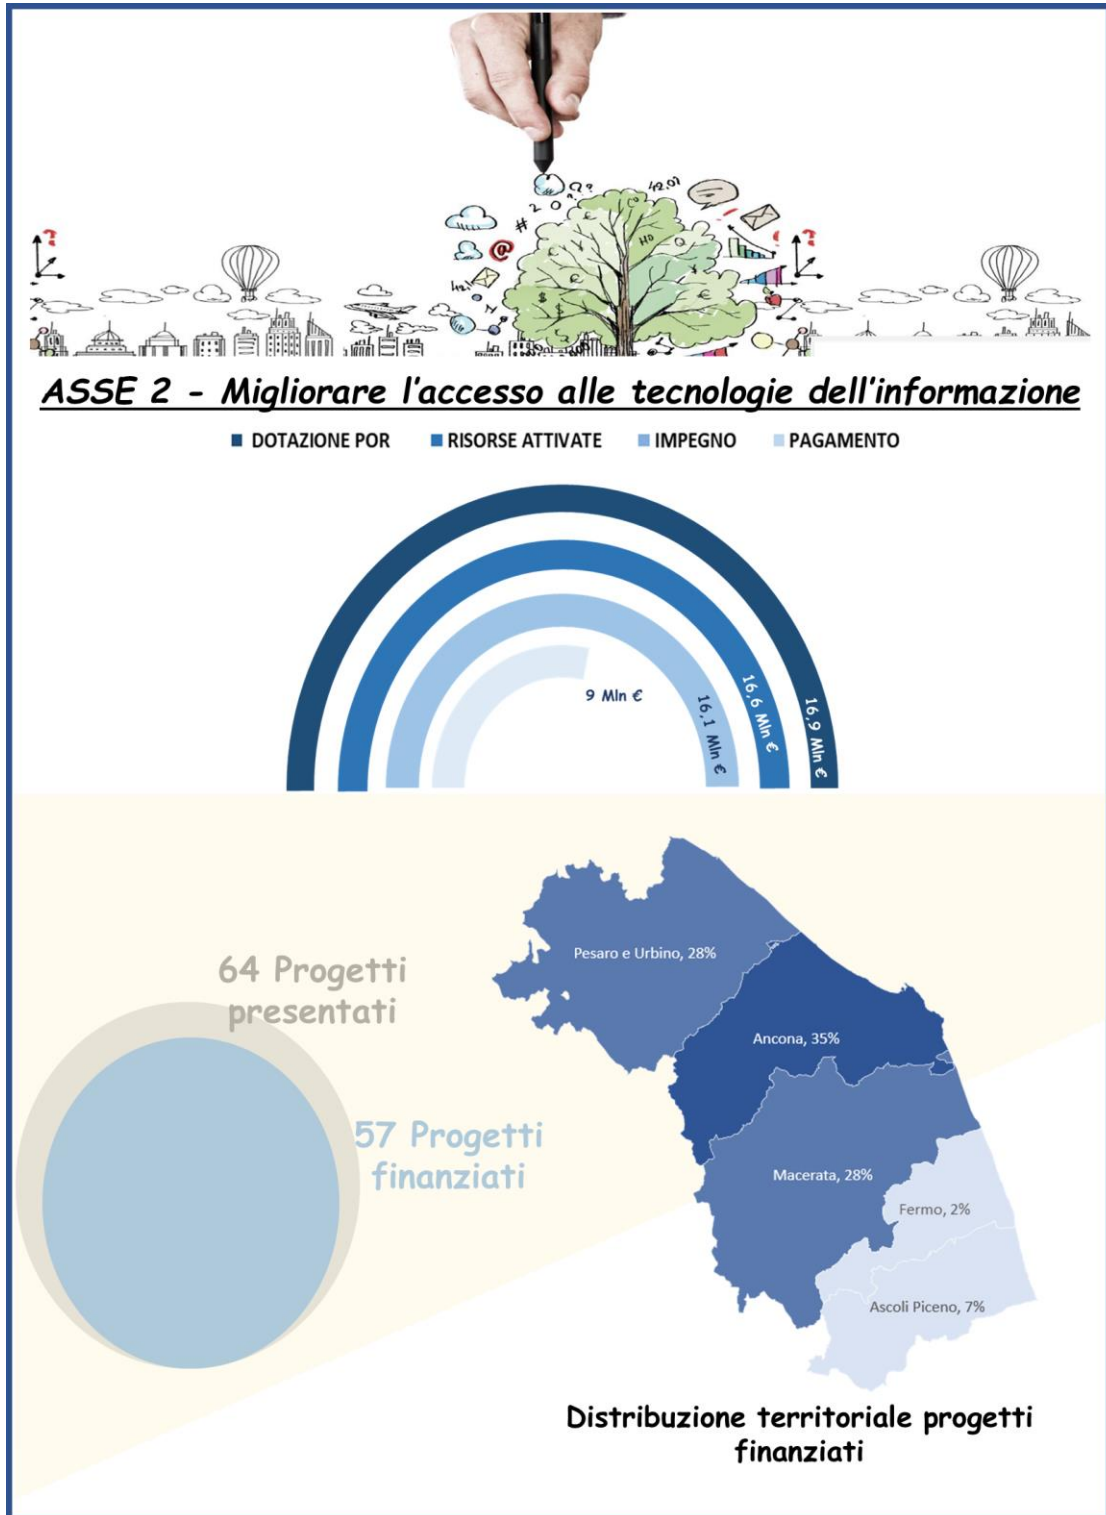 ASSE 2 - Migliorare l'accesso alle tecnologie dell'informazione
DOTAZIONE POR RISORSE ATTIVATE IMPEGNO PAGAMENTO
9 Mln €
16,1 Mln €
16,6 Mln €
16,9 Mln €
64 Progetti
presentati
57 Progetti
finanziati
Pesaro e Urbino, 28%
Ancona, 35%
Macerata, 28%
Fermo, 2%
Ascoli Piceno, 7%
Distribuzione territoriale progetti
finanziati